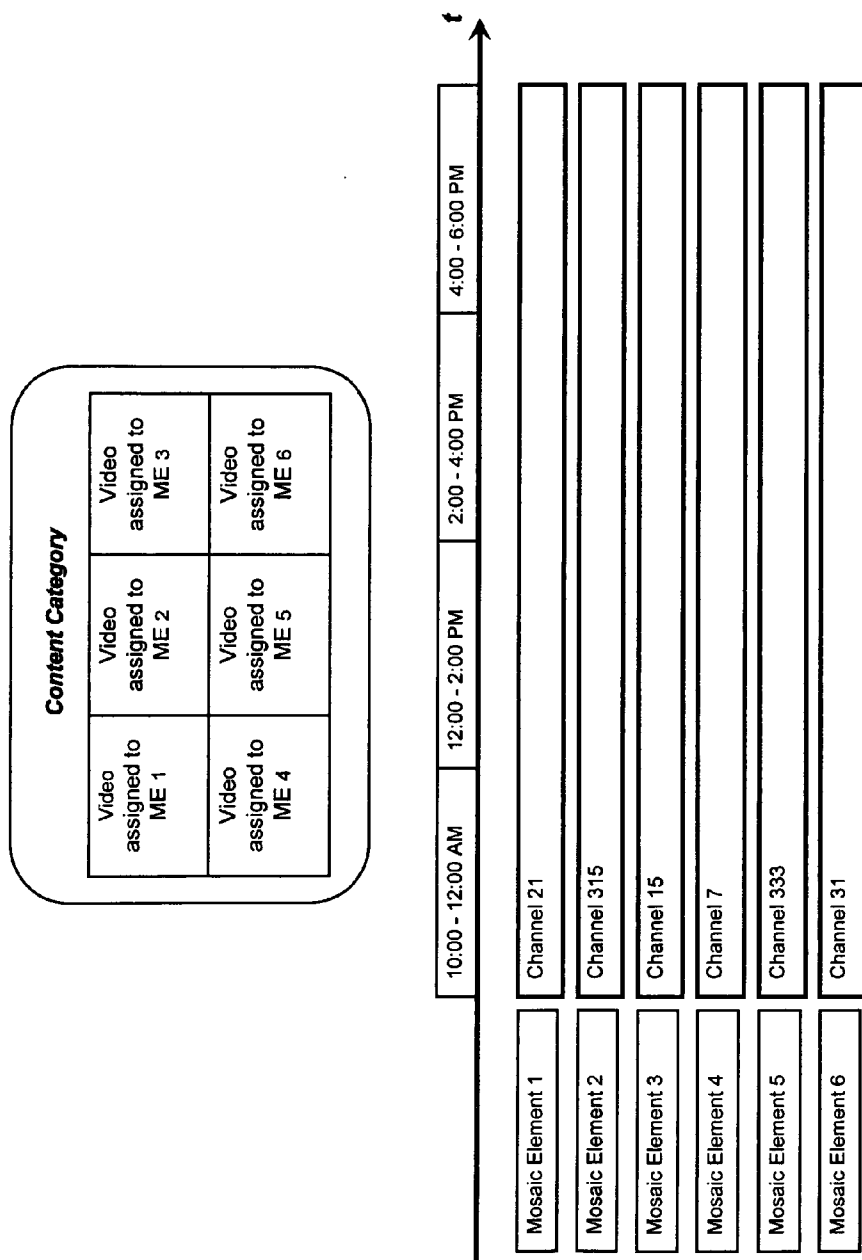 Content Category
Video
assigned to
ME 1
Video
assigned to
ME 2
Video
assigned to
ME 3
Video
assigned to
ME 4
Video
assigned to
ME 5
Video
assigned to
ME 6
10:00 - 12:00 AM
12:00 - 2:00 PM
2:00 - 4:00 PM
4:00 - 6:00 PM
t
Mosaic Element 1
Channel 21
Mosaic Element 2
Channel 315
Mosaic Element 3
Channel 15
Mosaic Element 4
Channel 7
Mosaic Element 5
Channel 333
Mosaic Element 6
Channel 31